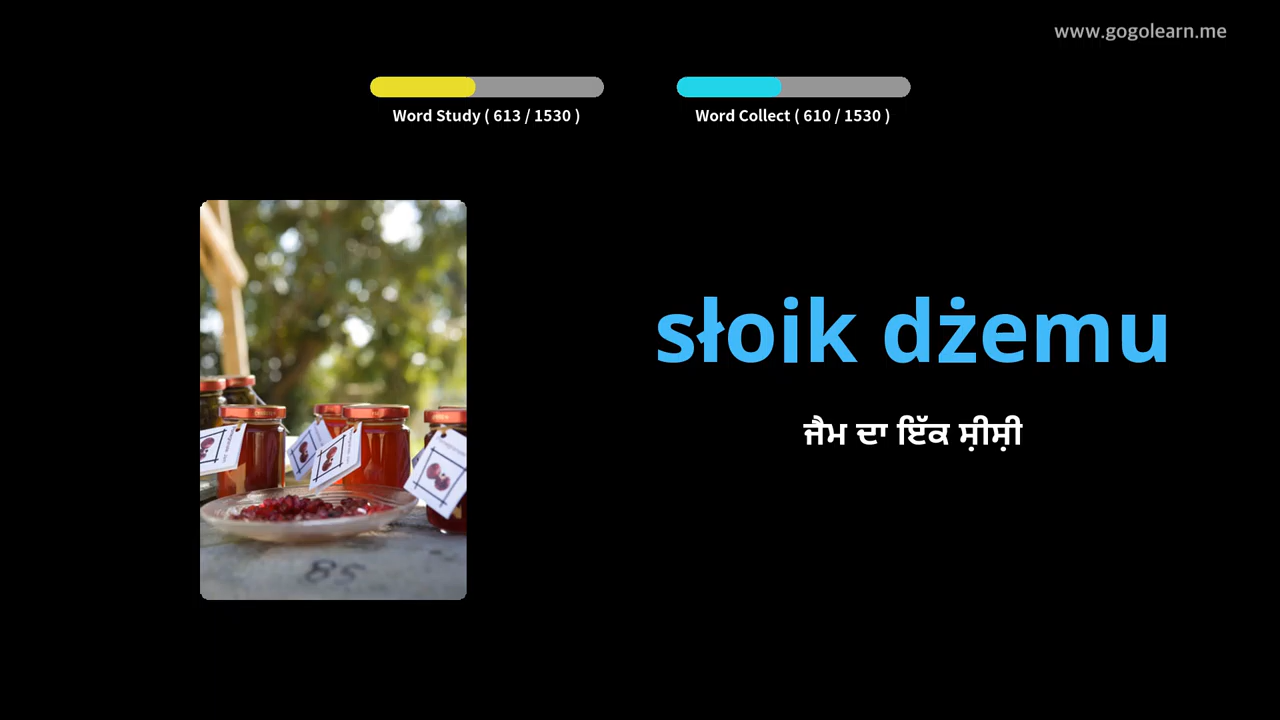 www.gogolearn.me
Word Study ( 613 / 1530 )
Word Collect ( 610 / 1530 )
słoik dżemu
ਜੈਮ ਦਾ ਇੱਕ ਸ਼ੀਸ਼ੀ
85